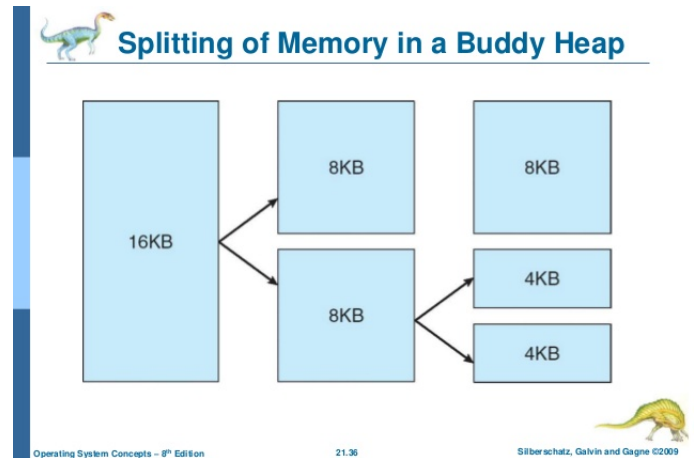 Splitting of Memory in a Buddy Heap
16KB
8KB
8KB
8KB
4KB
4KB
Operating System Concepts – 8th Edition
21.36
Silberschatz, Galvin and Gagne ©2009